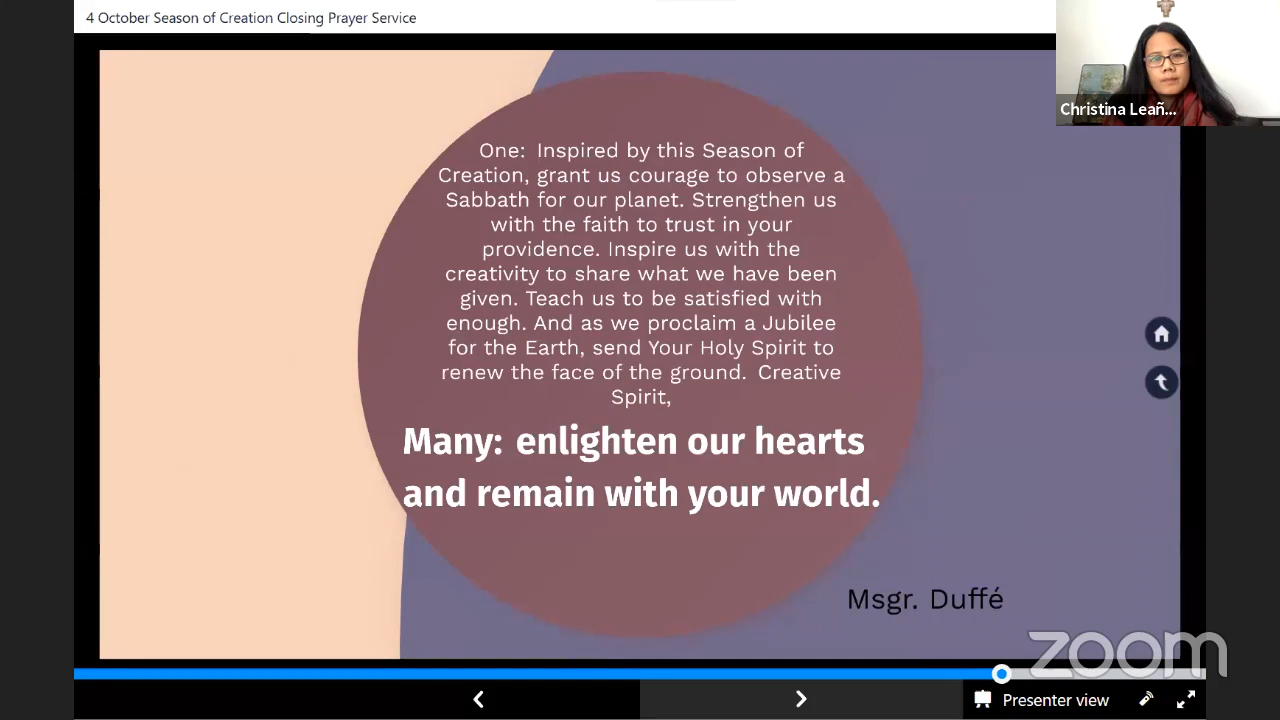 4 October Season of Creation Closing Prayer Service
Christina Leañ...
One: Inspired by this Season of
Creation, grant us courage to observe a
Sabbath for our planet. Strengthen us
with the faith to trust in your
providence. Inspire us with the
creativity to share what we have been
given. Teach us to be satisfied with
enough. And as we proclaim a Jubilee
for the Earth, send Your Holy Spirit to
renew the face of the ground. Creative
Spirit,
Many: enlighten our hearts
and remain with your world.
Msgr. Duffé
zoom
Presenter view